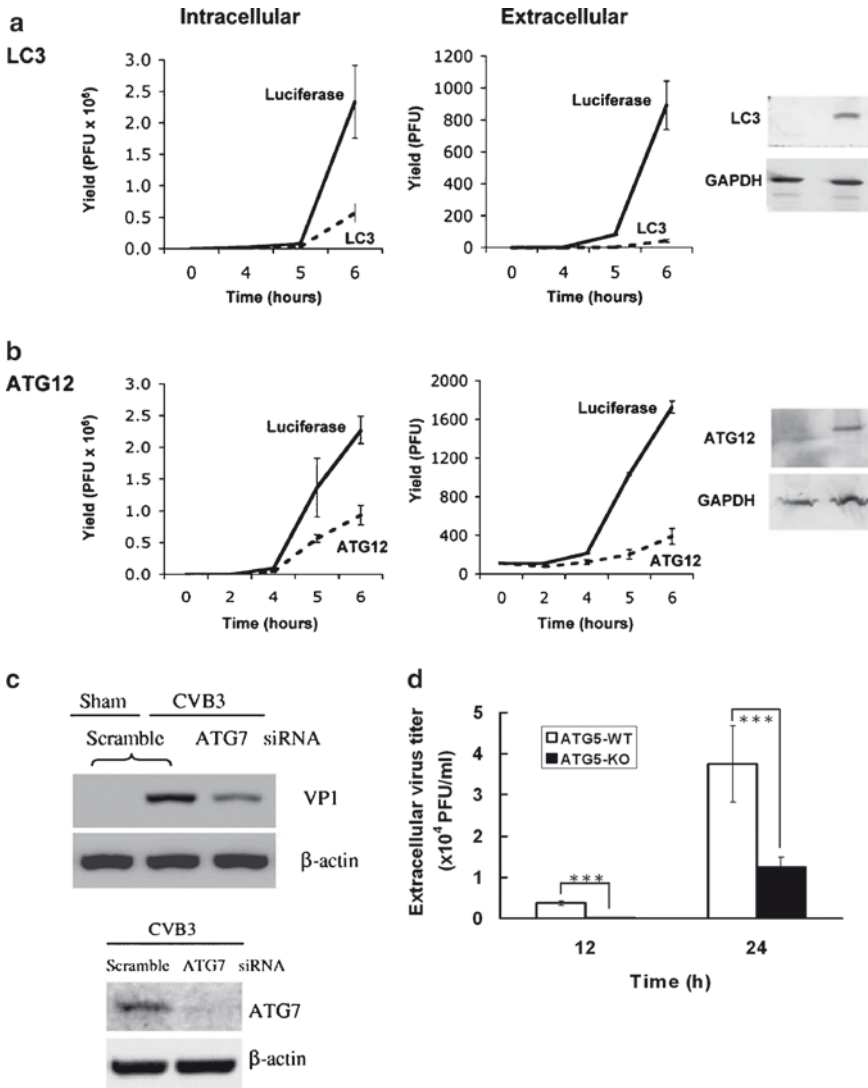 a
LC3
Intracellular
Extracellular
Yield (PFU x 10⁶)
3.0
2.5
2.0
1.5
1.0
0.5
0.0
Luciferase
LC3
0 4 5 6
Time (hours)
Yield (PFU)
1200
1000
800
600
400
200
0
Luciferase
LC3
0 4 5 6
Time (hours)
LC3
GAPDH
b
ATG12
Yield (PFU x 10⁶)
3.0
2.5
2.0
1.5
1.0
0.5
0.0
Luciferase
ATG12
0 2 4 5 6
Time (hours)
Yield (PFU)
2000
1600
1200
800
400
0
Luciferase
ATG12
0 2 4 5 6
Time (hours)
ATG12
GAPDH
c
Sham CVB3
Scramble ATG7 siRNA
VP1
β-actin
CVB3
Scramble ATG7 siRNA
ATG7
β-actin
d
Extracellular virus titer
(x10⁴ PFU/ml)
5
4
3
2
1
0
ATG5-WT
ATG5-KO
***
***
12 24
Time (h)